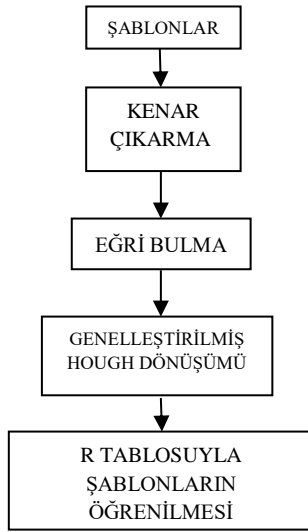 ŞABLONLAR
KENAR
ÇIKARMA
EĞRİ BULMA
GENELLEŞTİRİLMİŞ
HOUGH DÖNÜŞÜMÜ
R TABLOSUYLA
ŞABLONLARIN
ÖĞRENİLMESİ